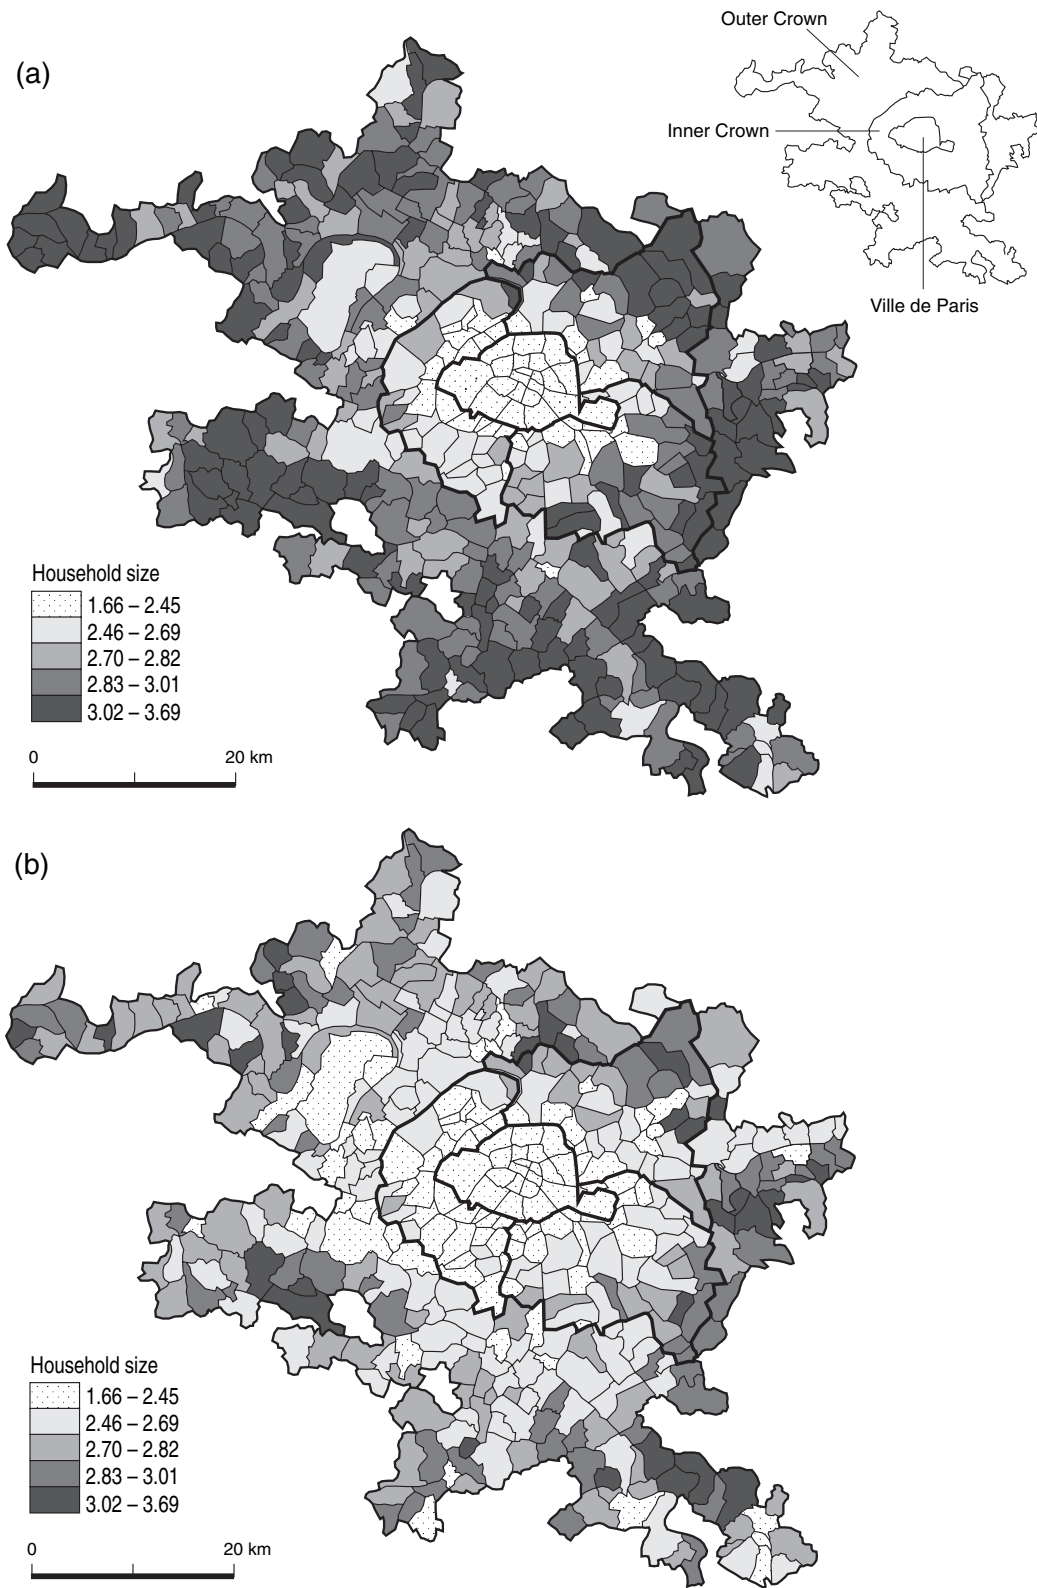 Outer Crown
(a)
Inner Crown
Ville de Paris
Household size
1.66 – 2.45
2.46 – 2.69
2.70 – 2.82
2.83 – 3.01
3.02 – 3.69
0 20 km
(b)
Household size
1.66 – 2.45
2.46 – 2.69
2.70 – 2.82
2.83 – 3.01
3.02 – 3.69
0 20 km